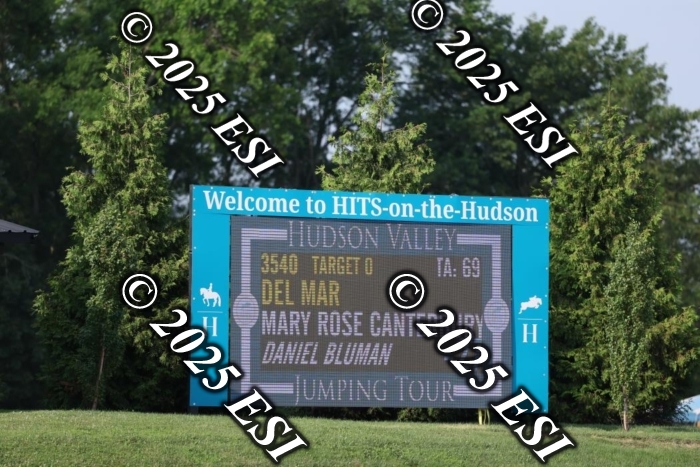 © 2025 ESI
© 2025 ESI
Welcome to HITS-on-the-Hudson
HUDSON VALLEY
3540 TARGET 0 TA: 69
DEL MAR
MARY ROSE CANTERBURY
DANIEL BLUMAN
JUMPING TOUR
H
H
© 2025 ESI
© 2025 ESI